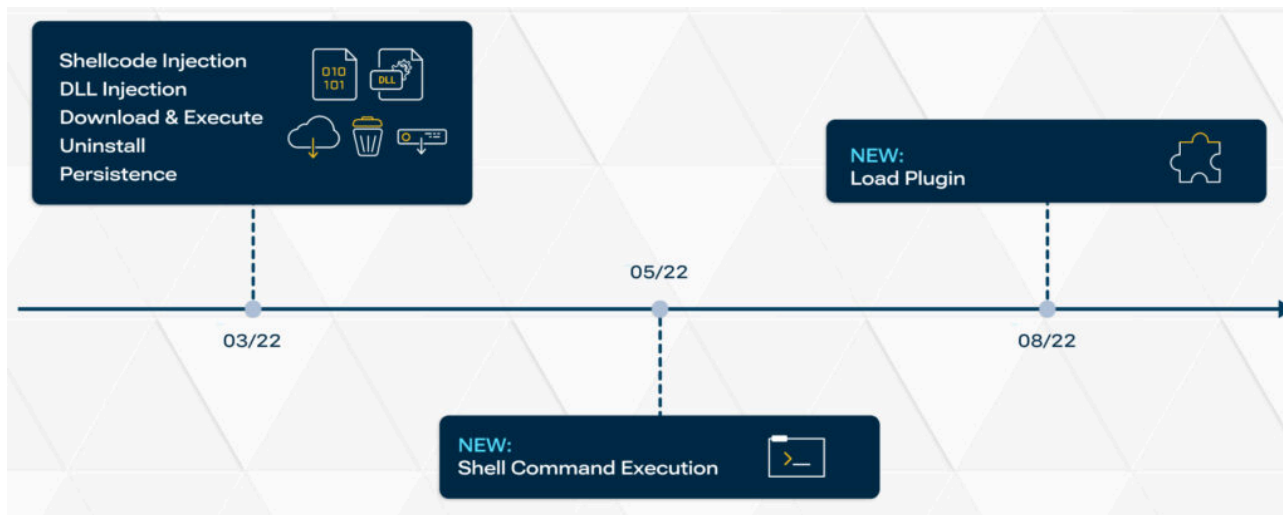 Shellcode Injection
DLL Injection
Download & Execute
Uninstall
Persistence
010
101
DLL
03/22
05/22
NEW:
Shell Command Execution
>_
NEW:
Load Plugin
08/22